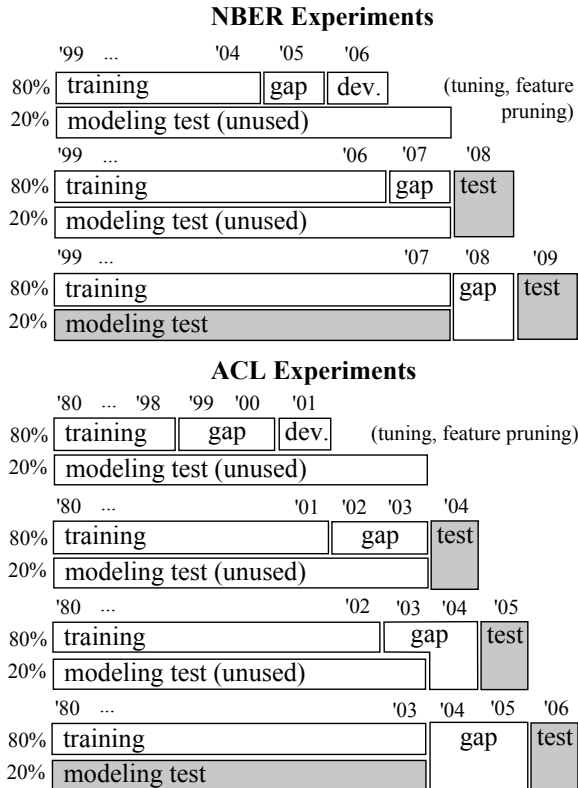 NBER Experiments
'99 ... '04 '05 '06
80% training gap dev. (tuning, feature pruning)
20% modeling test (unused)
'99 ... '06 '07 '08
80% training gap test
20% modeling test (unused)
'99 ... '07 '08 '09
80% training gap test
20% modeling test
ACL Experiments
'80 ... '98 '99 '00 '01
80% training gap dev. (tuning, feature pruning)
20% modeling test (unused)
'80 ... '01 '02 '03 '04
80% training gap test
20% modeling test (unused)
'80 ... '02 '03 '04 '05
80% training gap test
20% modeling test (unused)
'80 ... '03 '04 '05 '06
80% training gap test
20% modeling test